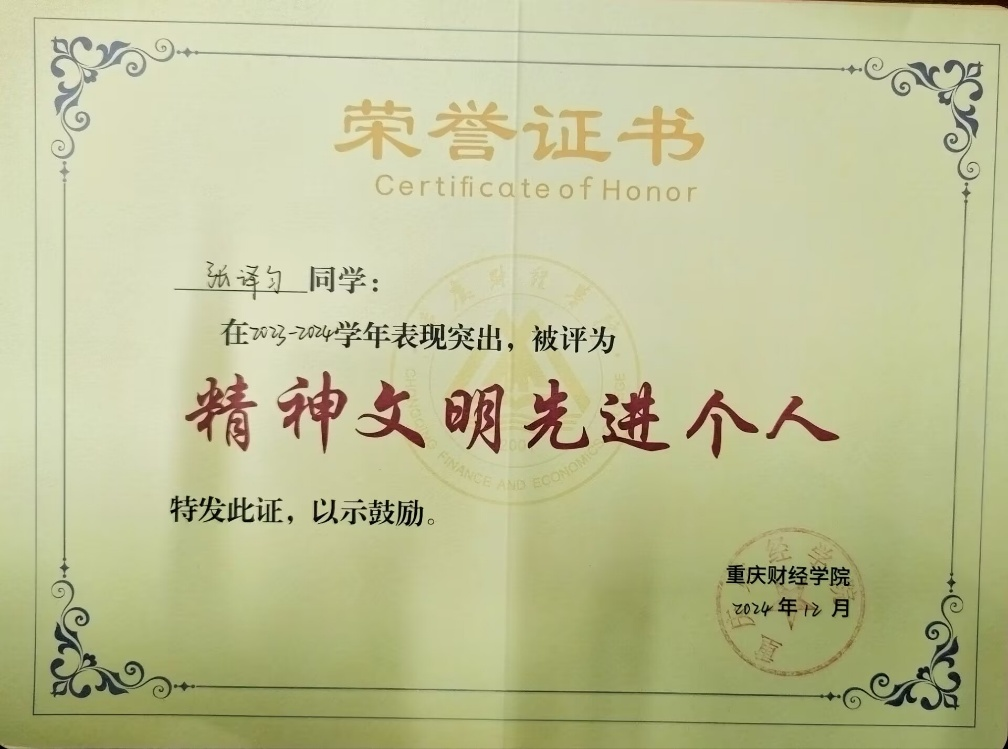 荣誉证书
Certificate of Honor
张译匀 同学：
在2023-2024学年表现突出，被评为
精神文明先进个人
特发此证，以示鼓励。
重庆财经学院
2024年12月